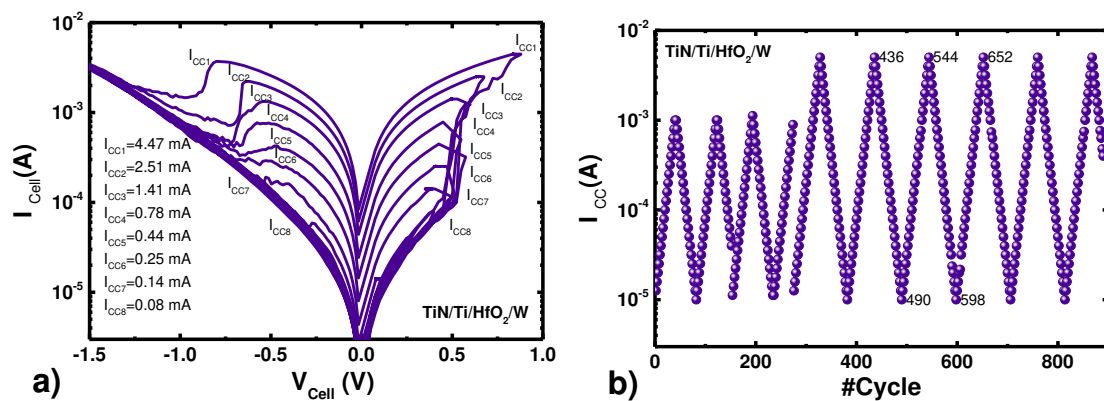 10⁻²
10⁻³
10⁻⁴
10⁻⁵
I Cell(A)
I_CC1
I_CC2
I_CC3
I_CC4
I_CC5
I_CC6
I_CC7
I_CC8
I_CC1
I_CC2
I_CC3
I_CC4
I_CC5
I_CC6
I_CC7
I_CC8
I_CC1=4.47 mA
I_CC2=2.51 mA
I_CC3=1.41 mA
I_CC4=0.78 mA
I_CC5=0.44 mA
I_CC6=0.25 mA
I_CC7=0.14 mA
I_CC8=0.08 mA
TiN/Ti/HfO₂/W
-1.5 -1.0 -0.5 0.0 0.5 1.0
V_Cell (V)
a)
10⁻²
10⁻³
10⁻⁴
10⁻⁵
I_CC(A)
TiN/Ti/HfO₂/W
436 544 652
490 598
0 200 400 600 800
#Cycle
b)